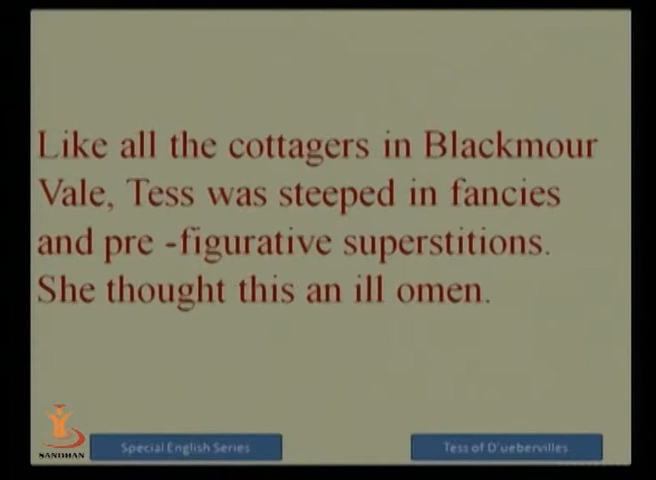 Like all the cottagers in Blackmour
Vale, Tess was steeped in fancies
and pre -figurative superstitions.
She thought this an ill omen.
SANDHAN
Special English Series
Tess of D'uebervilles